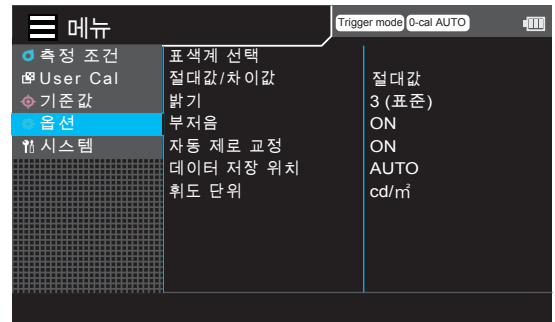 메뉴
Trigger mode 0-cal AUTO
측정 조건
User Cal
기준값
옵션
시스템
표색계 선택
절대값/차이값 절대값
밝기 3 (표준)
부저음 ON
자동 제로 교정 ON
데이터 저장 위치 AUTO
휘도 단위 cd/㎡